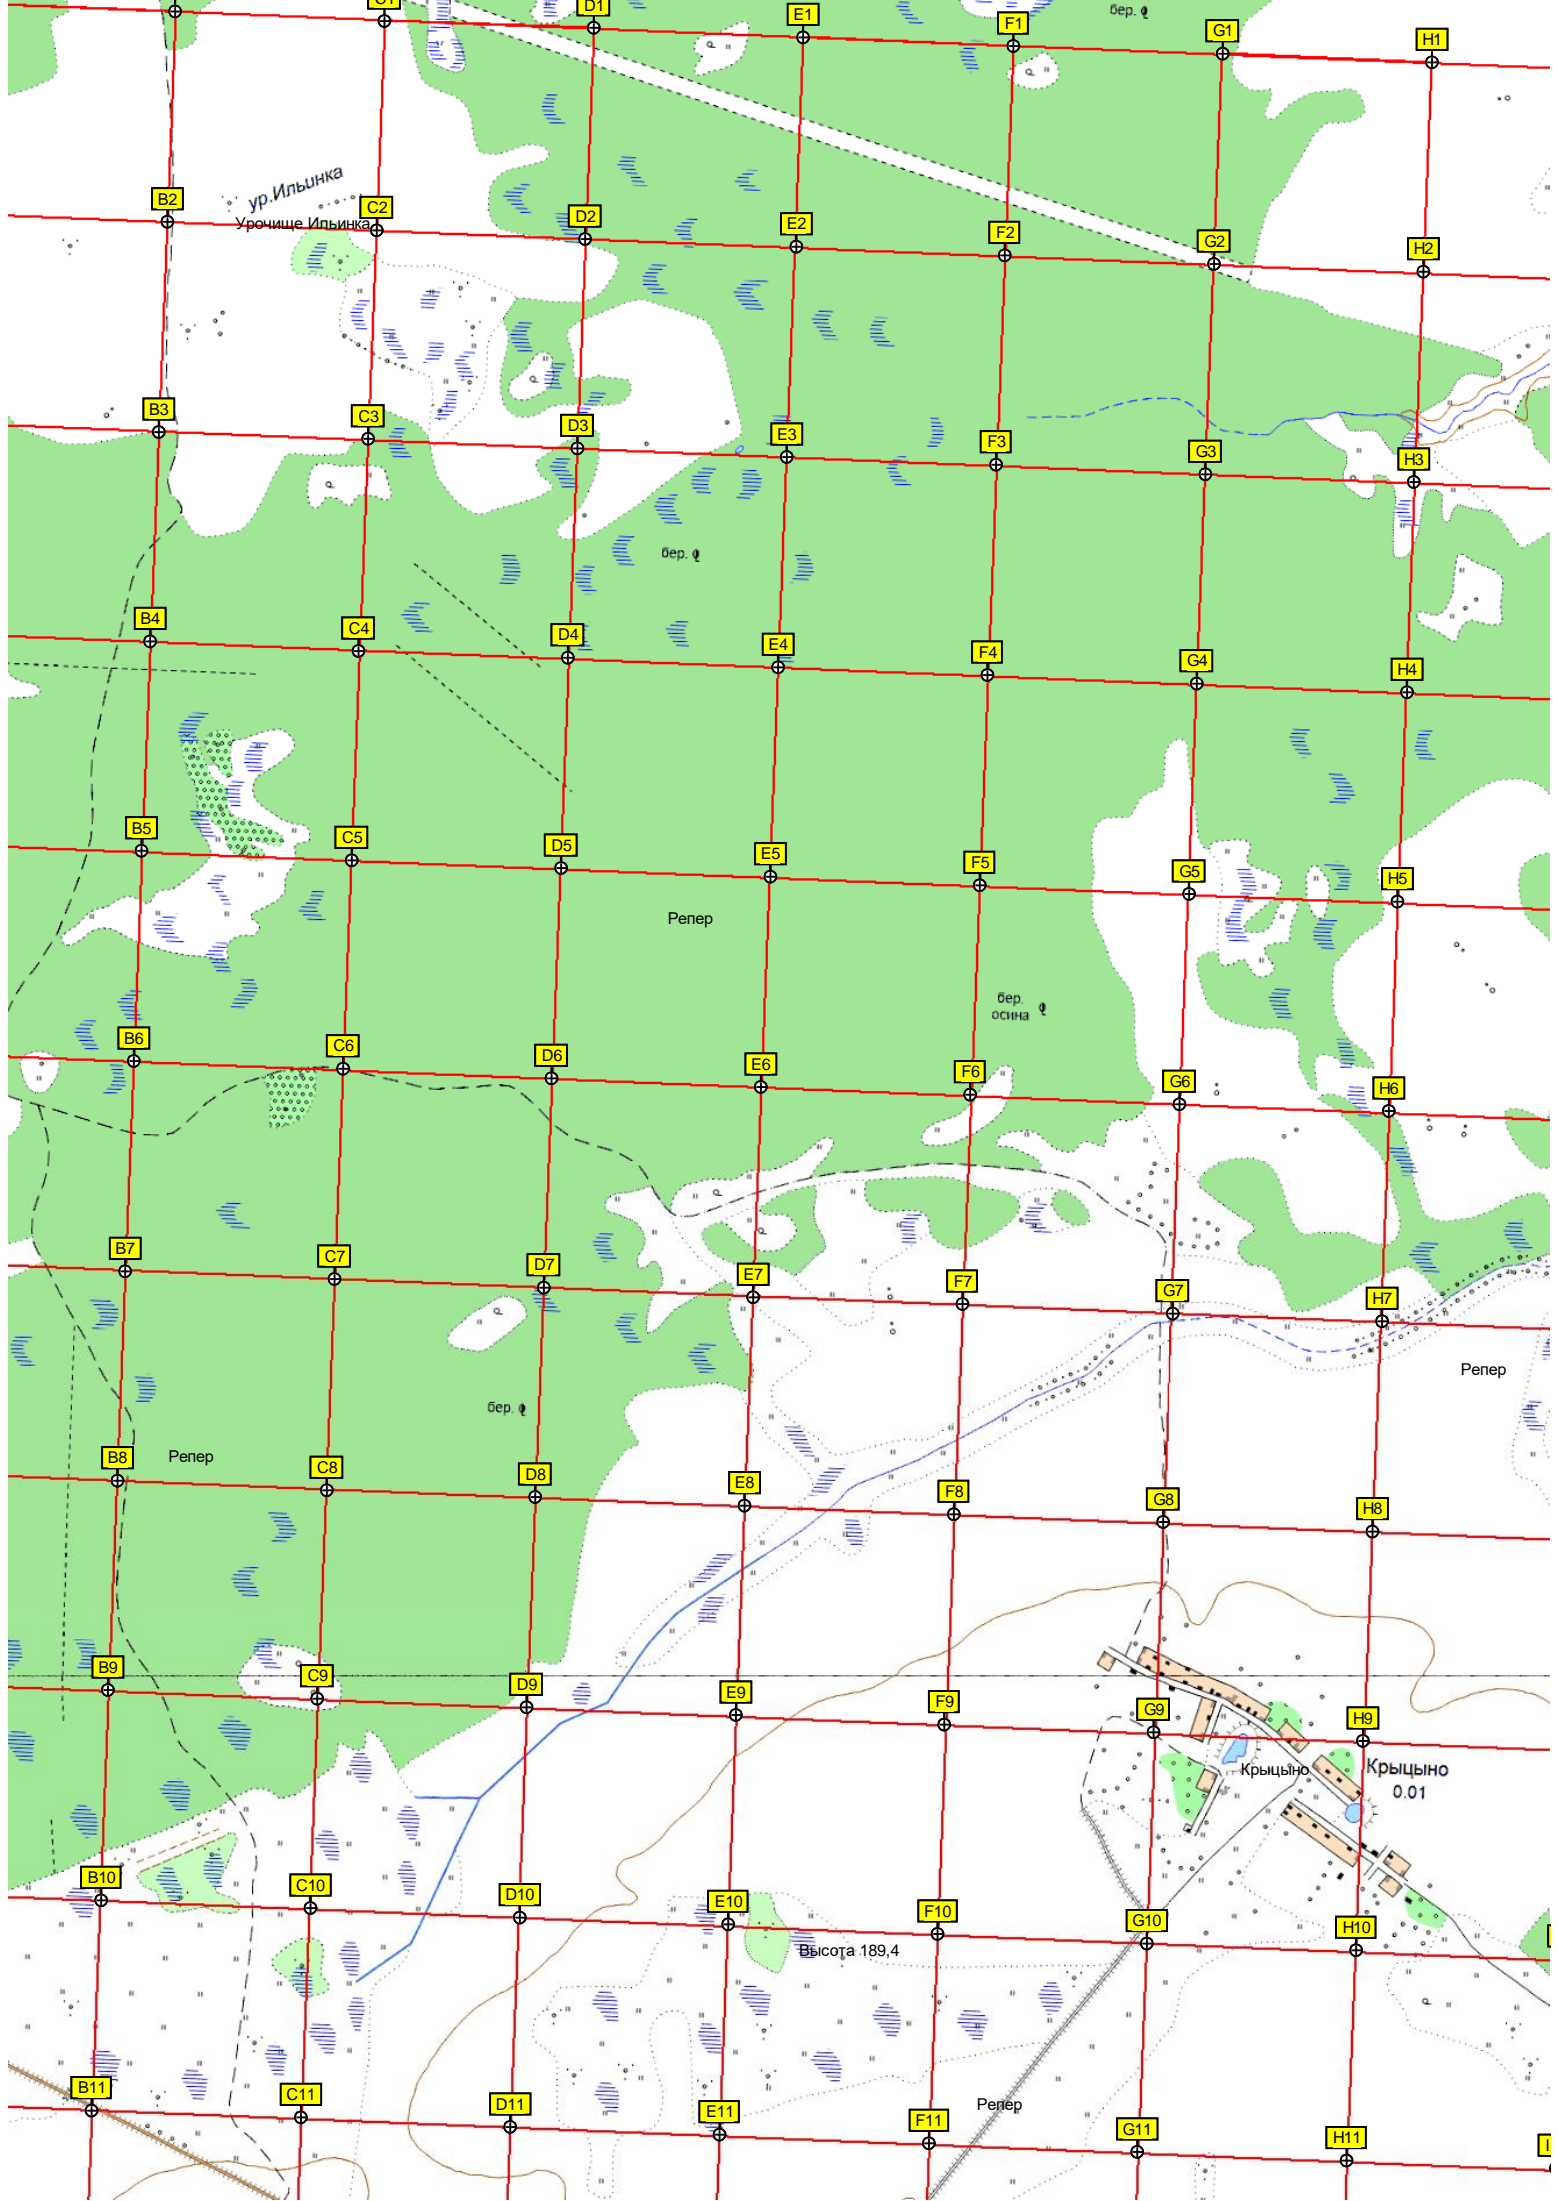 бер.
C1
D1
E1
F1
G1
H1
ур.Ильинка
B2
C2
Урочище Ильинка
D2
E2
F2
G2
H2
B3
C3
D3
E3
F3
G3
H3
бер.
B4
C4
D4
E4
F4
G4
H4
B5
C5
D5
E5
F5
G5
H5
Репер
бер.
осина
B6
C6
D6
E6
F6
G6
H6
B7
C7
D7
E7
F7
G7
H7
Репер
бер.
B8
Репер
C8
D8
E8
F8
G8
H8
B9
C9
D9
E9
F9
G9
H9
Крыцыно
Крыцыно
0.01
B10
C10
D10
E10
F10
G10
H10
Высота 189,4
B11
C11
D11
E11
F11
G11
H11
Репер